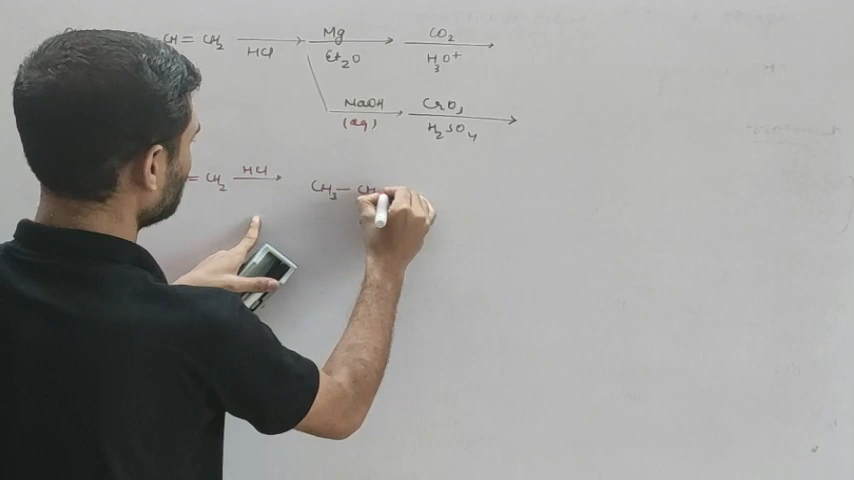 CH = CH₂ HCl → Mg Et₂O → CO₂ H₃O⁺ →
NaOH (aq) → CrO₃ H₂SO₄ →
= CH₂ HCl → CH₃ — CH